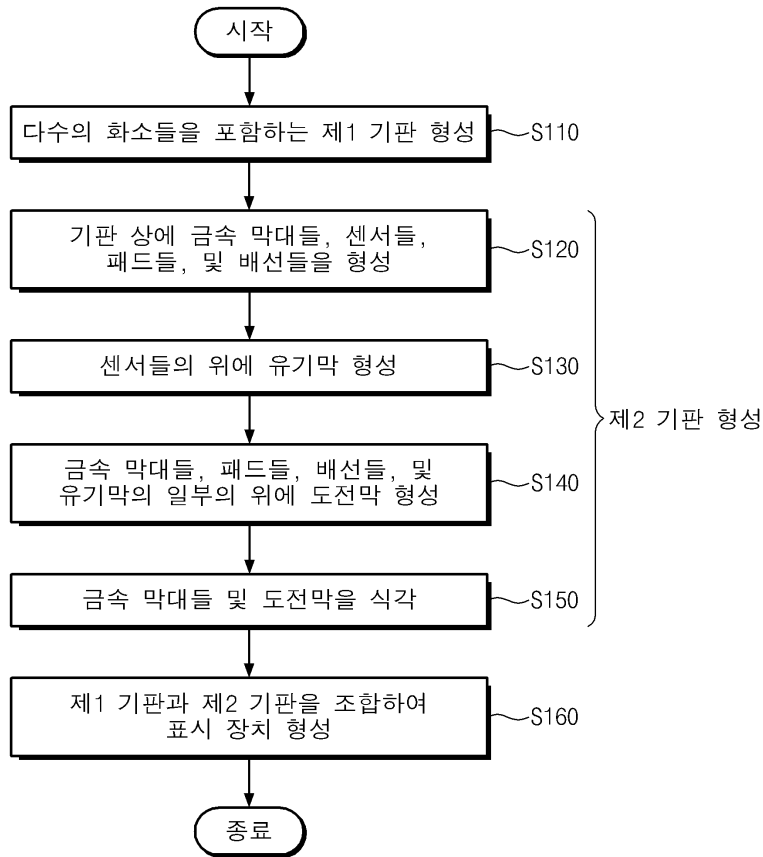 시작
다수의 화소들을 포함하는 제1 기판 형성
S110
기판 상에 금속 막대들, 센서들,
패드들, 및 배선들을 형성
S120
센서들의 위에 유기막 형성
S130
제2 기판 형성
금속 막대들, 패드들, 배선들, 및
유기막의 일부의 위에 도전막 형성
S140
금속 막대들 및 도전막을 식각
S150
제1 기판과 제2 기판을 조합하여
표시 장치 형성
S160
종료